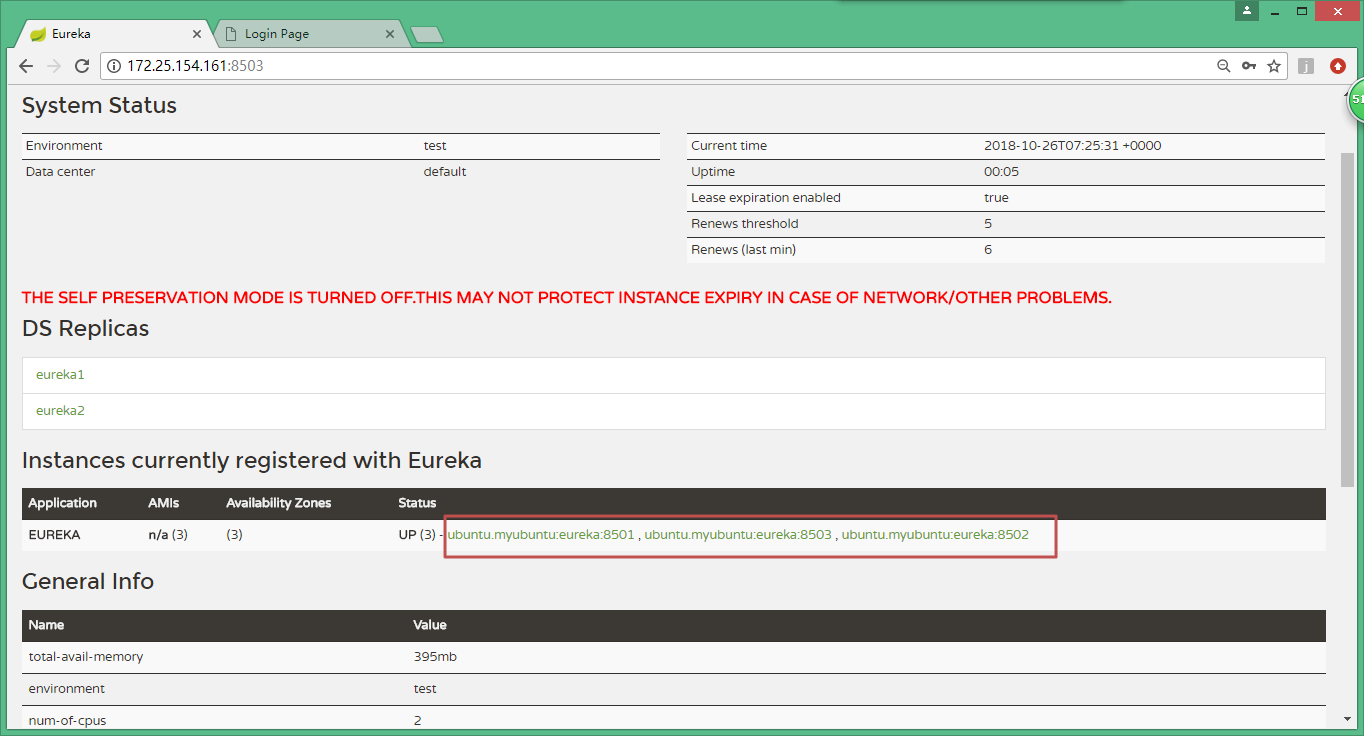 Eureka
Login Page
172.25.154.161:8503
System Status
Environment test
Data center default
Current time 2018-10-26T07:25:31 +0000
Uptime 00:05
Lease expiration enabled true
Renews threshold 5
Renews (last min) 6
THE SELF PRESERVATION MODE IS TURNED OFF.THIS MAY NOT PROTECT INSTANCE EXPIRY IN CASE OF NETWORK/OTHER PROBLEMS.
DS Replicas
eureka1
eureka2
Instances currently registered with Eureka
Application AMIs Availability Zones Status
EUREKA n/a (3) (3) UP (3) - ubuntu.myubuntu:eureka:8501 , ubuntu.myubuntu:eureka:8503 , ubuntu.myubuntu:eureka:8502
General Info
Name Value
total-avail-memory 395mb
environment test
num-of-cpus 2